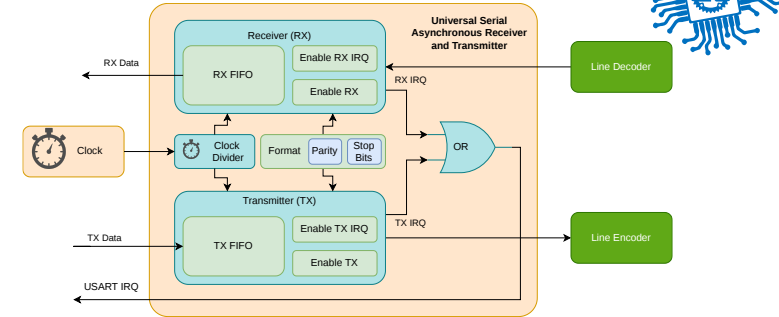 Universal Serial
Asynchronous Receiver
and Transmitter
Receiver (RX)
RX Data
RX FIFO
Enable RX IRQ
Enable RX
RX IRQ
Line Decoder
Clock
Clock
Divider
Format
Parity
Stop
Bits
OR
Transmitter (TX)
TX Data
TX FIFO
Enable TX IRQ
Enable TX
TX IRQ
Line Encoder
USART IRQ